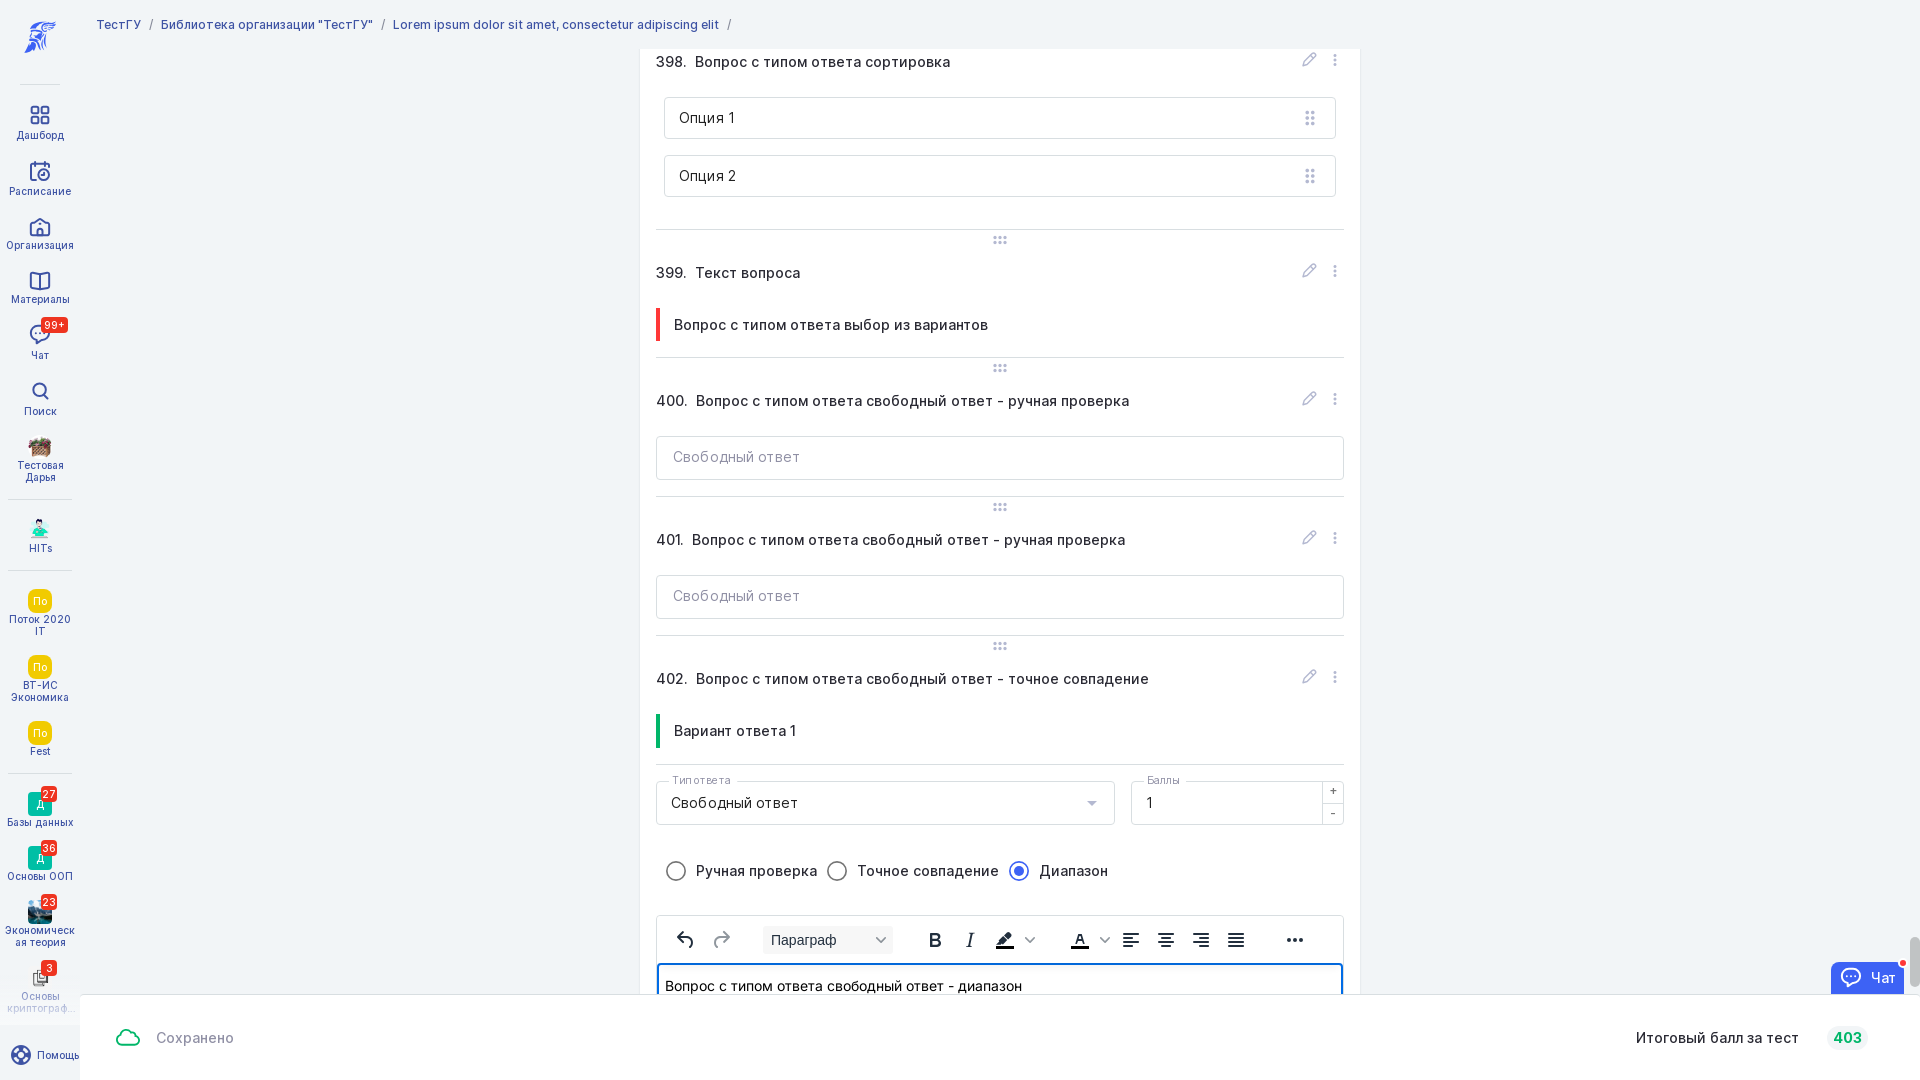 ТестГУ / Библиотека организации "ТестГУ" / Lorem ipsum dolor sit amet, consectetur adipiscing elit /
Дашборд
Расписание
Организация
Материалы
99+
Чат
Поиск
Тестовая
Дарья
HITs
По
Поток 2020
IT
По
ВТ-ИС
Экономика
По
Fest
27
Д
Базы данных
36
Д
Основы ООП
23
Экономическ
ая теория
3
Основы
криптограф...
Помощь
398. Вопрос с типом ответа сортировка
Опция 1
Опция 2
399. Текст вопроса
Вопрос с типом ответа выбор из вариантов
400. Вопрос с типом ответа свободный ответ - ручная проверка
Свободный ответ
401. Вопрос с типом ответа свободный ответ - ручная проверка
Свободный ответ
402. Вопрос с типом ответа свободный ответ - точное совпадение
Вариант ответа 1
Тип ответа
Свободный ответ
Баллы
1
+
-
Ручная проверка Точное совпадение Диапазон
Параграф B I A
Вопрос с типом ответа свободный ответ - диапазон
Чат
Сохранено
Итоговый балл за тест 403